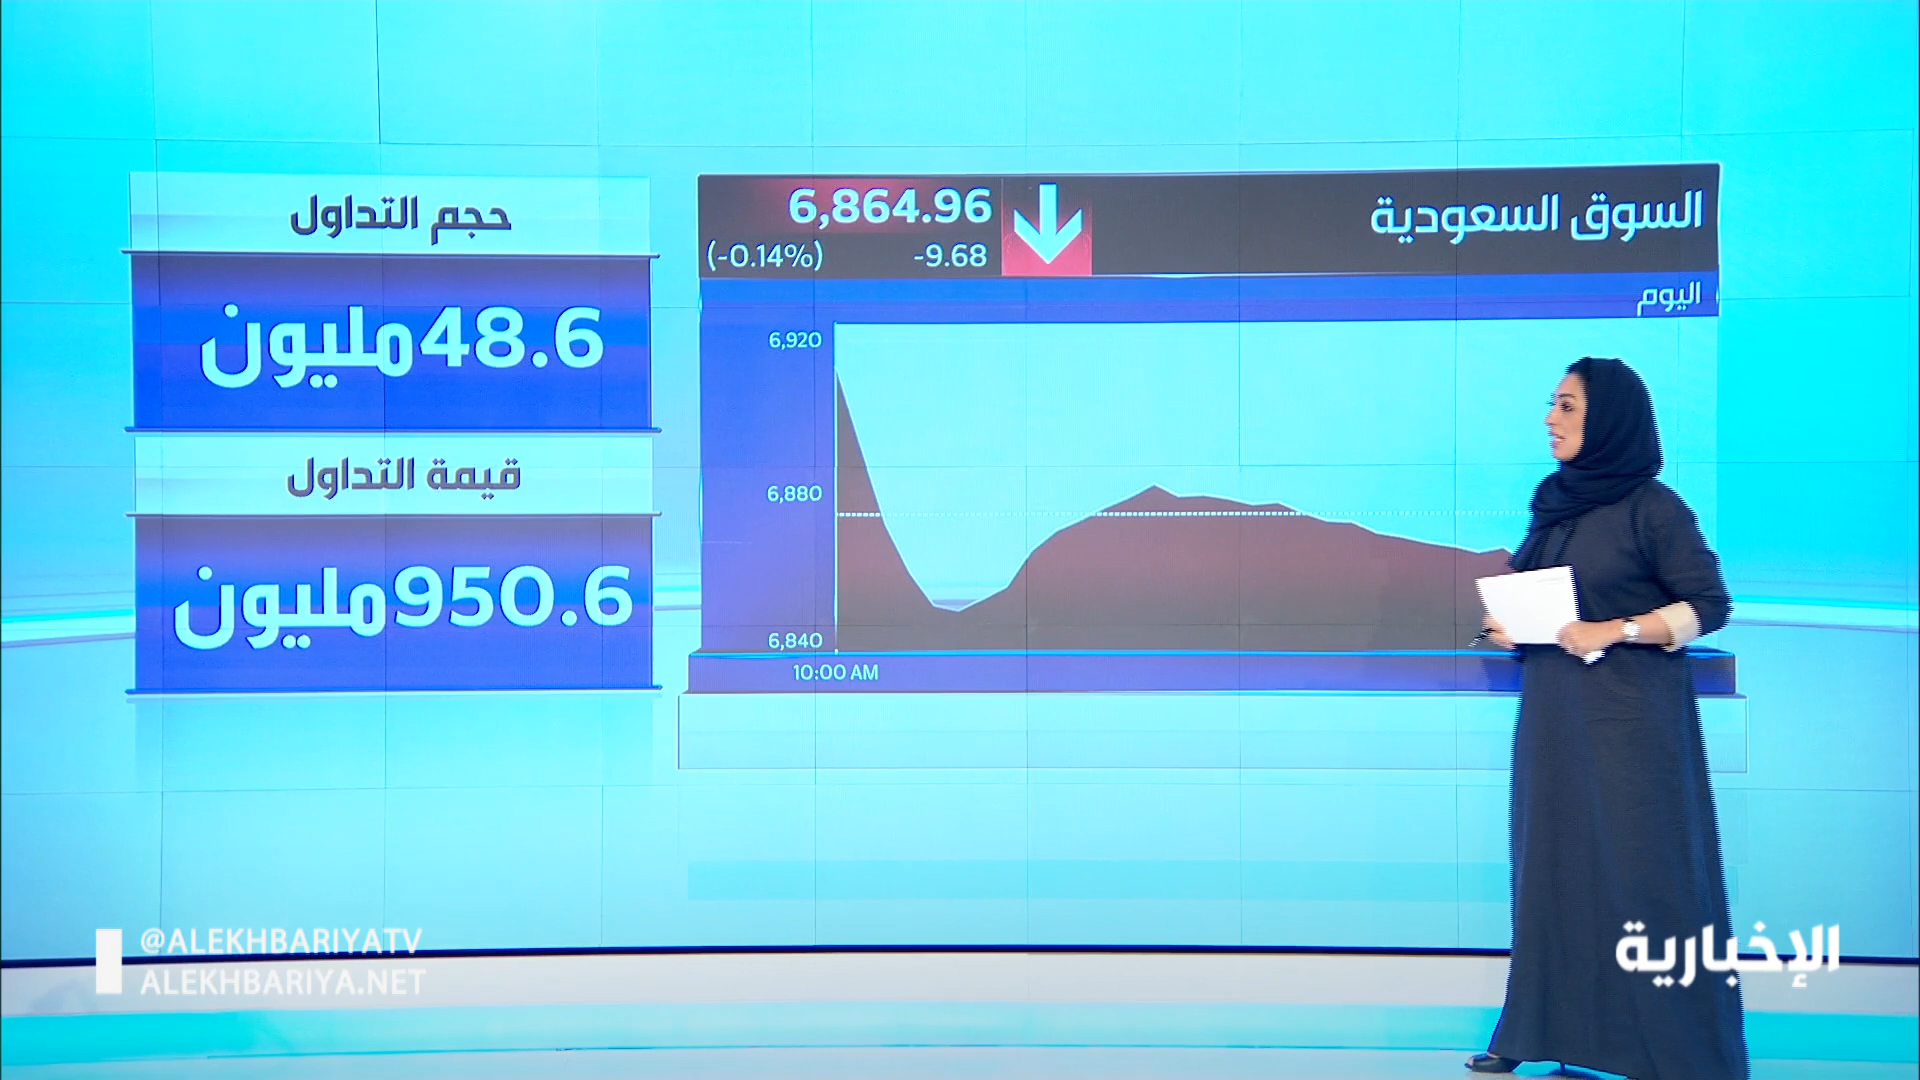 السوق السعودية
6,864.96
-9.68 (-0.14%)
اليوم
6,920
6,880
6,840
10:00 AM
حجم التداول
48.6مليون
قيمة التداول
950.6مليون
@ALEKHBARIYATV
ALEKHBARIYA.NET
الإخبارية